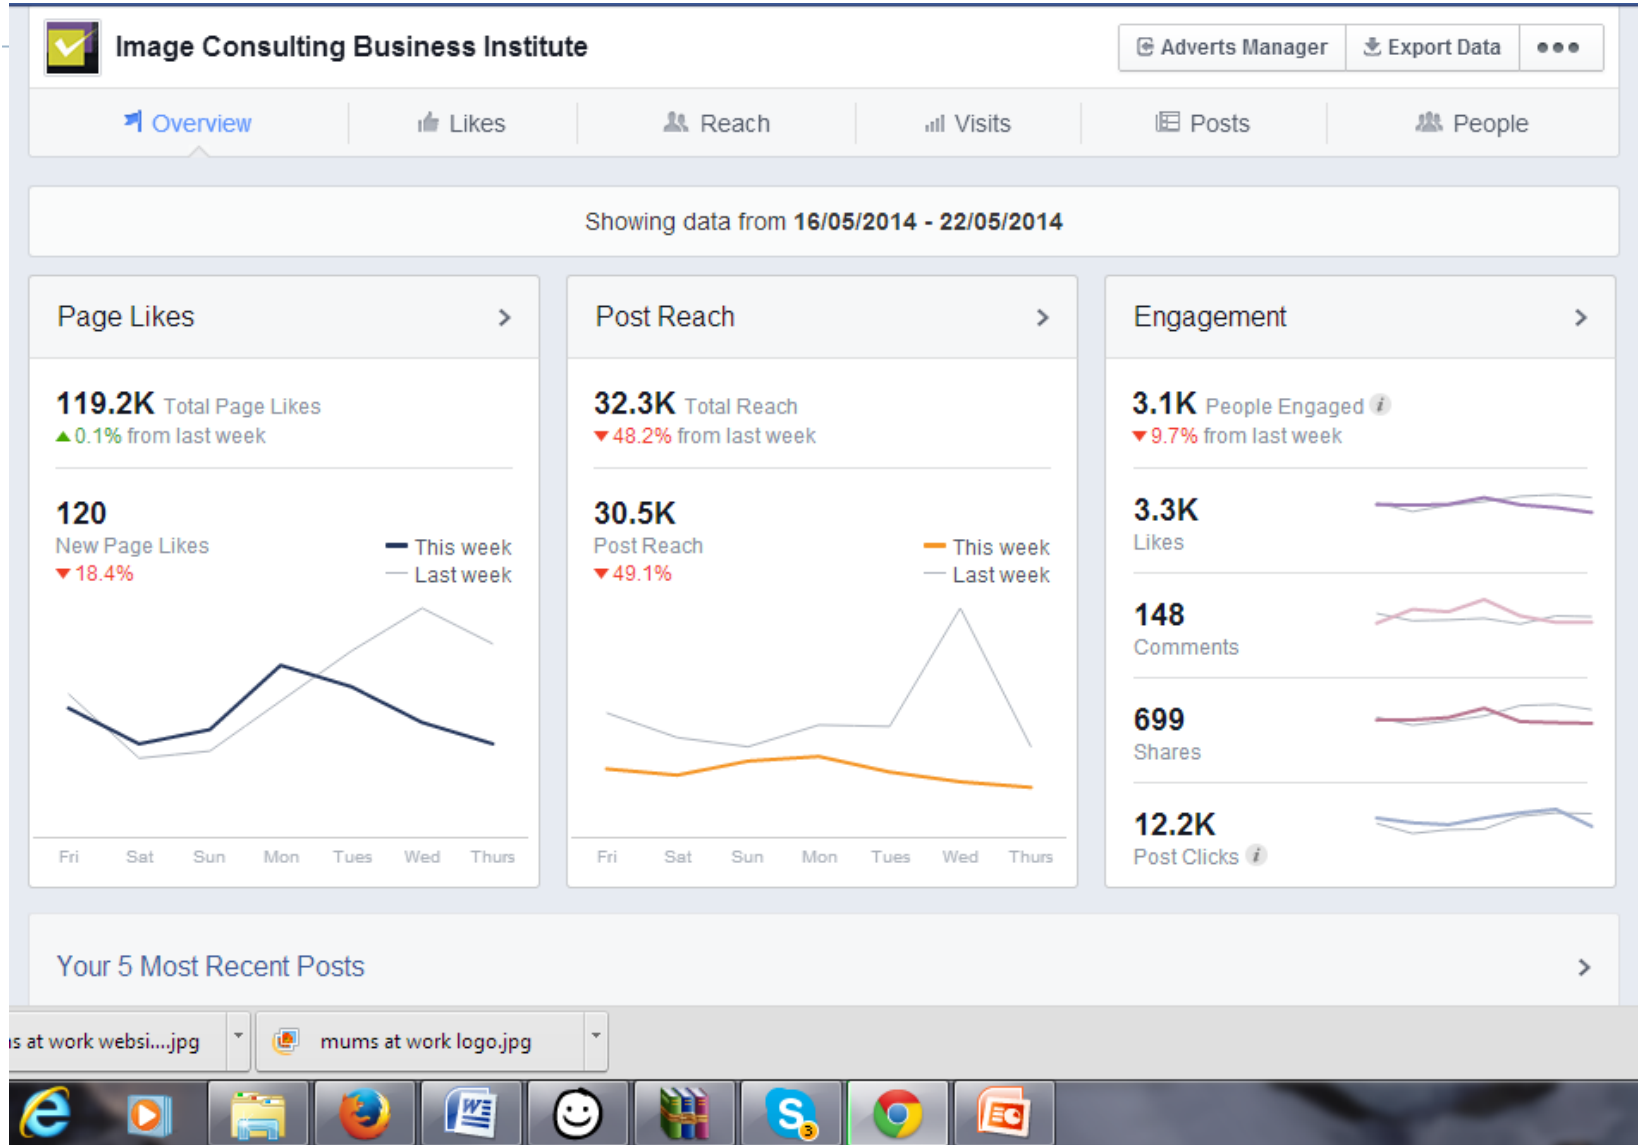 Image Consulting Business Institute
Adverts Manager
Export Data
Overview
Likes
Reach
Visits
Posts
People
Showing data from 16/05/2014 - 22/05/2014
Page Likes
119.2K Total Page Likes
0.1% from last week
120
New Page Likes
18.4%
This week
Last week
Fri Sat Sun Mon Tues Wed Thurs
Post Reach
32.3K Total Reach
48.2% from last week
30.5K
Post Reach
49.1%
This week
Last week
Fri Sat Sun Mon Tues Wed Thurs
Engagement
3.1K People Engaged i
9.7% from last week
3.3K
Likes
148
Comments
699
Shares
12.2K
Post Clicks i
Your 5 Most Recent Posts
s at work websi....jpg
mums at work logo.jpg
W
S
3